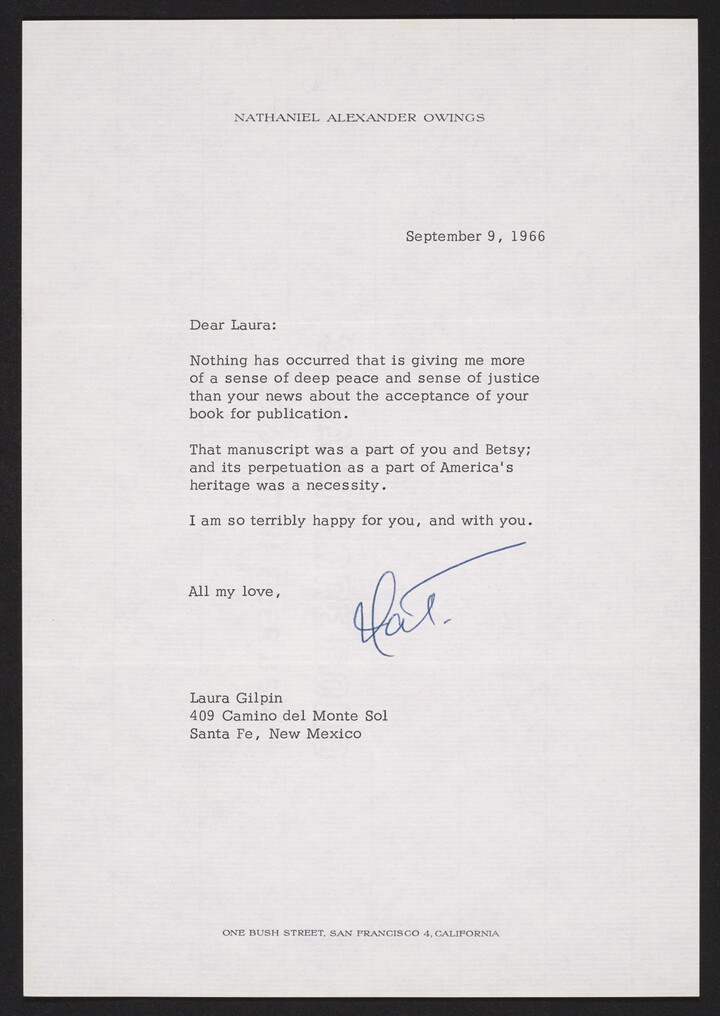 NATHANIEL ALEXANDER OWINGS
September 9, 1966
Dear Laura:
Nothing has occurred that is giving me more
of a sense of deep peace and sense of justice
than your news about the acceptance of your
book for publication.
That manuscript was a part of you and Betsy;
and its perpetuation as a part of America's
heritage was a necessity.
I am so terribly happy for you, and with you.
All my love,
Nat.
Laura Gilpin
409 Camino del Monte Sol
Santa Fe, New Mexico
ONE BUSH STREET, SAN FRANCISCO 4, CALIFORNIA